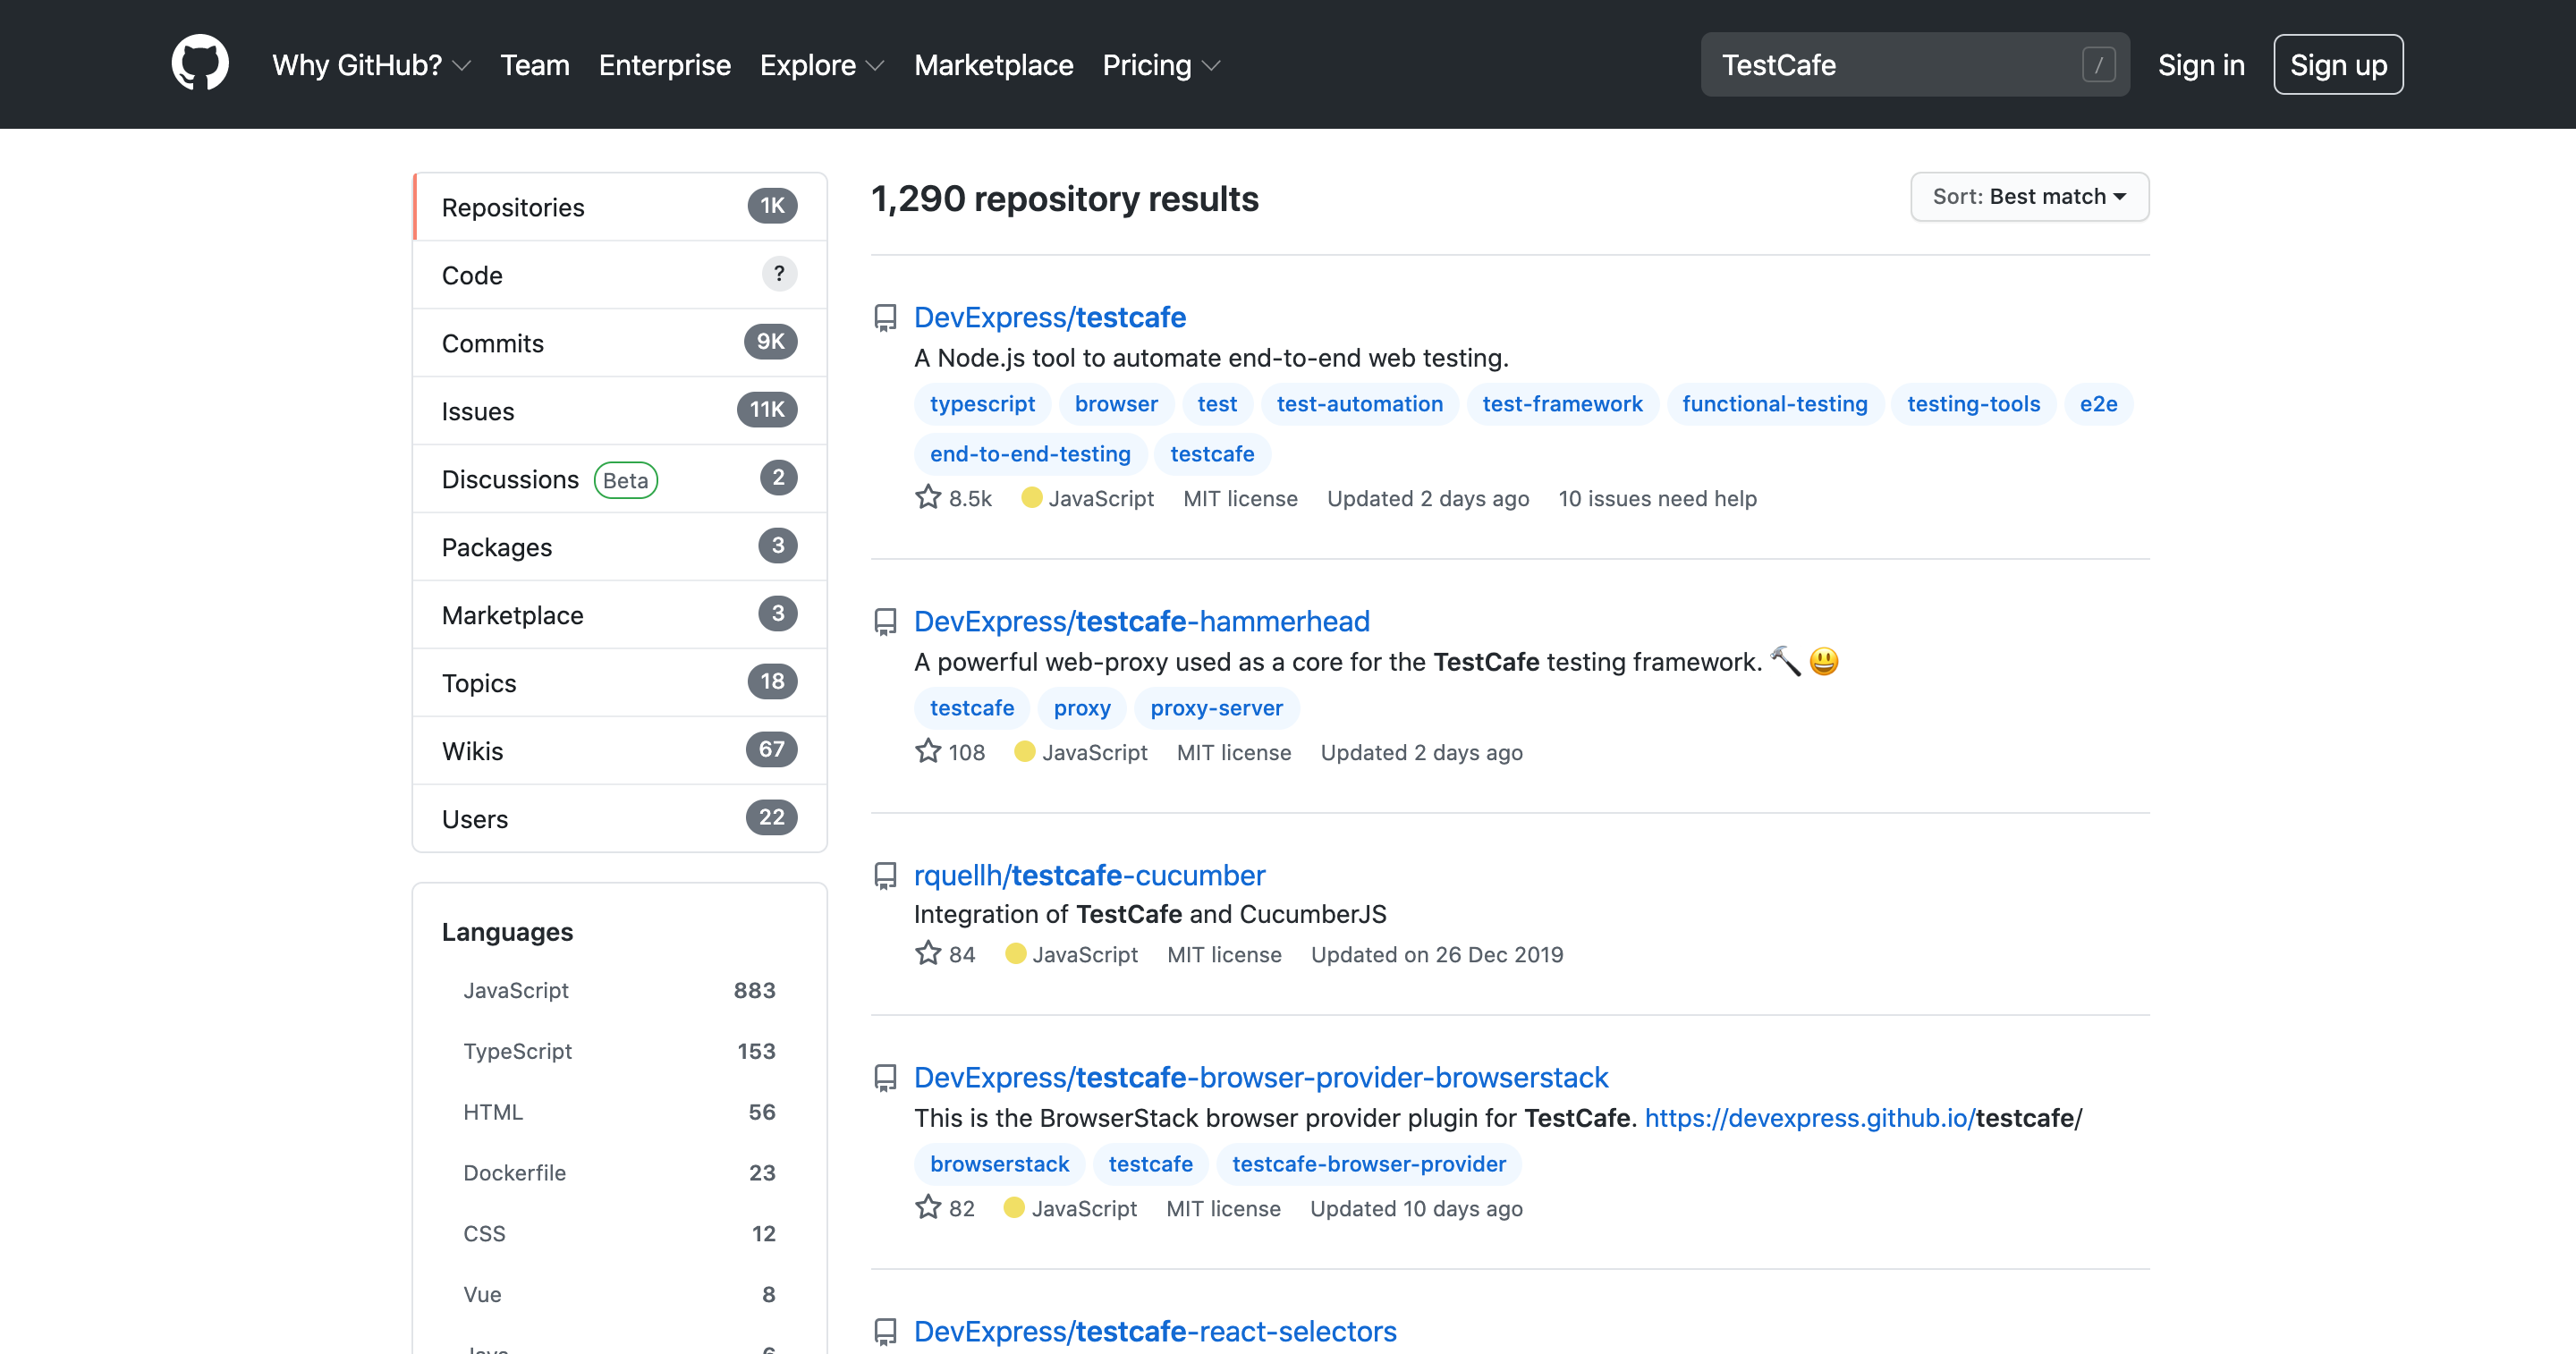 Why GitHub? Team Enterprise Explore Marketplace Pricing TestCafe / Sign in Sign up
Repositories 1K
Code ?
Commits 9K
Issues 11K
Discussions Beta 2
Packages 3
Marketplace 3
Topics 18
Wikis 67
Users 22
Languages
JavaScript 883
TypeScript 153
HTML 56
Dockerfile 23
CSS 12
Vue 8
Java 6
1,290 repository results
Sort: Best match
DevExpress/testcafe
A Node.js tool to automate end-to-end web testing.
typescript browser test test-automation test-framework functional-testing testing-tools e2e
end-to-end-testing testcafe
8.5k JavaScript MIT license Updated 2 days ago 10 issues need help
DevExpress/testcafe-hammerhead
A powerful web-proxy used as a core for the TestCafe testing framework. 🔨 😃
testcafe proxy proxy-server
108 JavaScript MIT license Updated 2 days ago
rquellh/testcafe-cucumber
Integration of TestCafe and CucumberJS
84 JavaScript MIT license Updated on 26 Dec 2019
DevExpress/testcafe-browser-provider-browserstack
This is the BrowserStack browser provider plugin for TestCafe. https://devexpress.github.io/testcafe/
browserstack testcafe testcafe-browser-provider
82 JavaScript MIT license Updated 10 days ago
DevExpress/testcafe-react-selectors